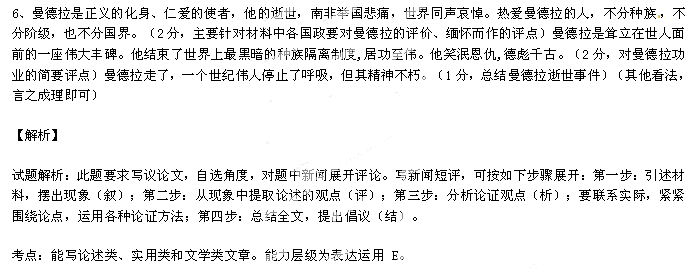 6、曼德拉是正义的化身、仁爱的使者，他的逝世，南非举国悲痛，世界同声哀悼。热爱曼德拉的人，不分种族，不
分阶级，也不分国界。（2分，主要针对材料中各国政要对曼德拉的评价、缅怀而作的评点）曼德拉是耸立在世人面
前的一座伟大丰碑。他结束了世界上最黑暗的种族隔离制度,居功至伟。他笑泯恩仇,德彪千古。（2分，对曼德拉功
业的简要评点）曼德拉走了，一个世纪伟人停止了呼吸，但其精神不朽。（1分，总结曼德拉逝世事件）（其他看法，
言之成理即可）
【解析】
试题解析：此题要求写议论文，自选角度，对题中新闻展开评论。写新闻短评，可按如下步骤展开：第一步：引述材
料，摆出现象（叙）；第二步：从现象中提取论述的观点（评）；第三步：分析论证观点（析）；要联系实际，紧紧
围绕论点，运用各种论证方法；第四步：总结全文，提出倡议（结）。
考点：能写论述类、实用类和文学类文章。能力层级为表达运用 E。